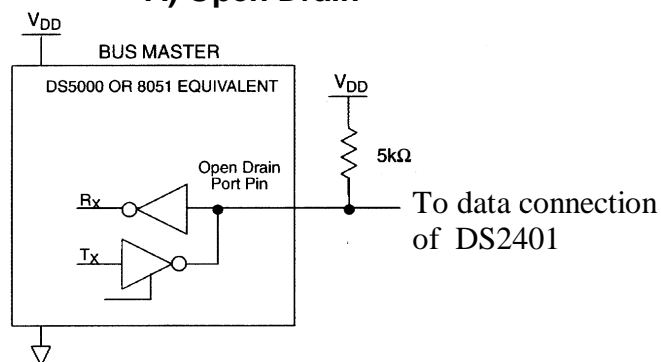 A) Open Drain
VDD
BUS MASTER
DS5000 OR 8051 EQUIVALENT
VDD
5kΩ
Open Drain
Port Pin
RX
To data connection
of DS2401
TX